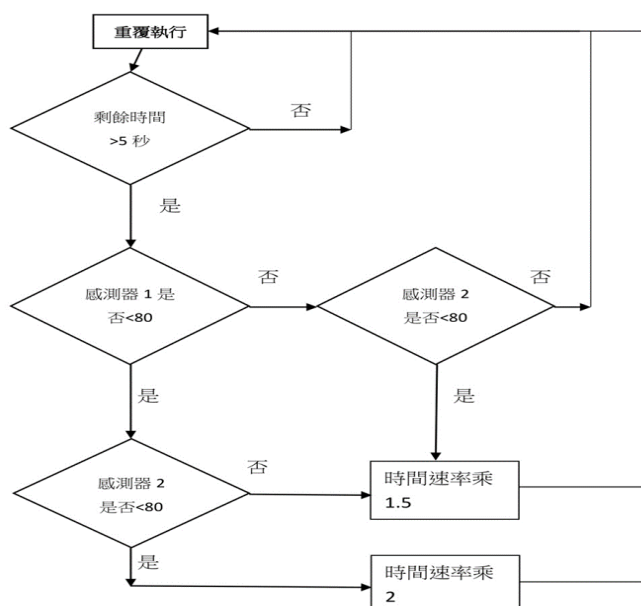 重覆執行
剩餘時間
>5 秒
否
是
感測器 1 是
否<80
否
感測器 2
是否<80
否
是
是
感測器 2
是否<80
否
時間速率乘
1.5
是
時間速率乘
2